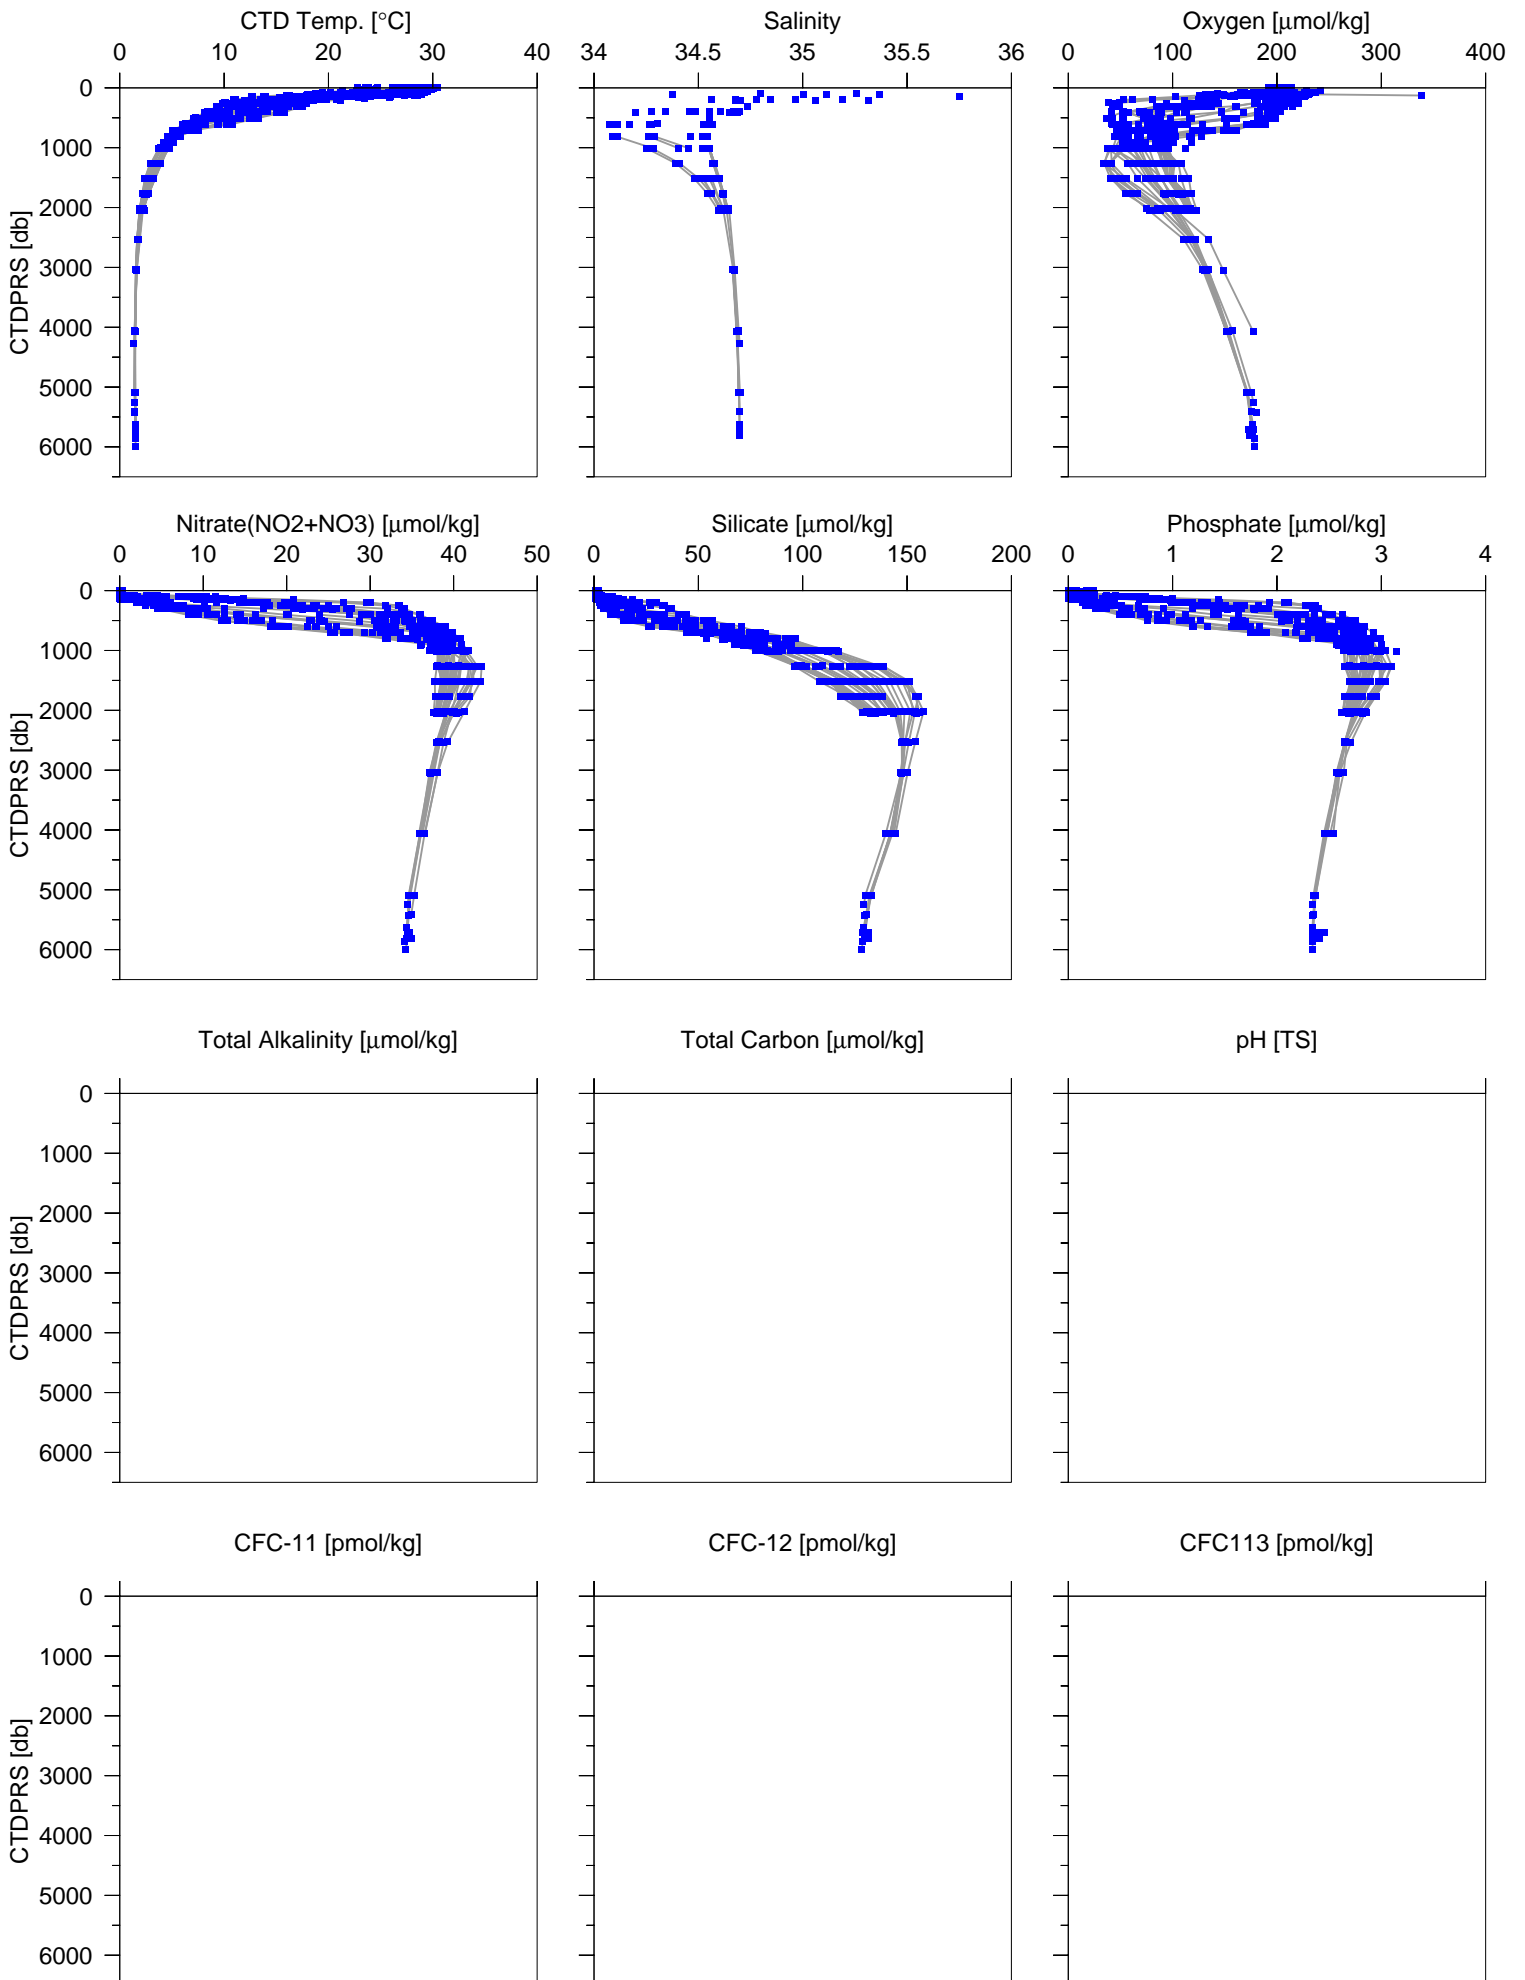 CTD Temp. [°C] Salinity Oxygen [μmol/kg]
0 10 20 30 40 34 34.5 35 35.5 36 0 100 200 300 400
0
1000
2000
3000
4000
5000
6000
CTDPRS [db]
Nitrate(NO2+NO3) [μmol/kg] Silicate [μmol/kg] Phosphate [μmol/kg]
0 10 20 30 40 50 0 50 100 150 200 0 1 2 3 4
0
1000
2000
3000
4000
5000
6000
CTDPRS [db]
Total Alkalinity [μmol/kg] Total Carbon [μmol/kg] pH [TS]
0
1000
2000
3000
4000
5000
6000
CTDPRS [db]
CFC-11 [pmol/kg] CFC-12 [pmol/kg] CFC113 [pmol/kg]
0
1000
2000
3000
4000
5000
6000
CTDPRS [db]